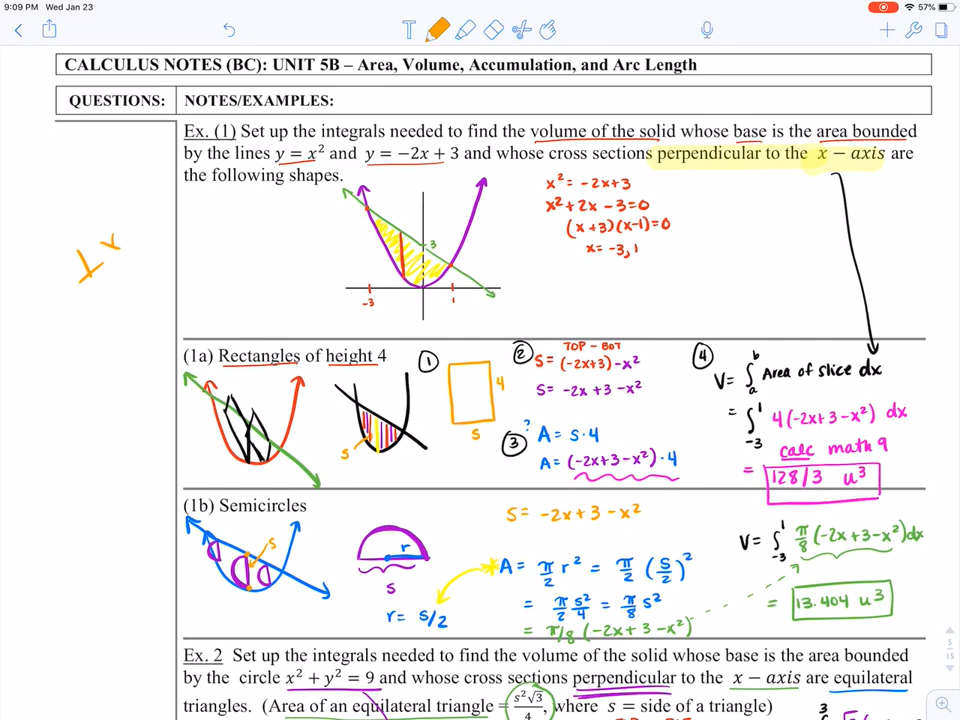 9:09 PM Wed Jan 23
57%
CALCULUS NOTES (BC): UNIT 5B – Area, Volume, Accumulation, and Arc Length
QUESTIONS: NOTES/EXAMPLES:
Ex. (1) Set up the integrals needed to find the volume of the solid whose base is the area bounded
by the lines y = x² and y = −2x + 3 and whose cross sections perpendicular to the x − axis are
the following shapes.
x² = -2x+3
x² + 2x - 3 = 0
(x+3)(x-1)=0
x = -3, 1
3
-3
1
⊥ x
(1a) Rectangles of height 4
①
4
s
s
② TOP - BOT
S = (-2x+3) - x²
S = -2x + 3 - x²
③ ? A = s·4
A = (-2x+3-x²)·4
④ V = ∫ₐᵇ Area of slice dx
= ∫₋₃¹ 4(-2x+3-x²) dx
calc math 9
= 128/3 u³
(1b) Semicircles
s
r
s
r = s/2
S = -2x + 3 - x²
* A = π/2 r² = π/2 (s/2)²
= π/2 s²/4 = π/8 s²
= π/8 (-2x+3-x²)
V = ∫₋₃¹ π/8 (-2x+3-x²) dx
= 13.404 u³
Ex. 2 Set up the integrals needed to find the volume of the solid whose base is the area bounded
by the circle x² + y² = 9 and whose cross sections perpendicular to the x − axis are equilateral
triangles. (Area of an equilateral triangle = s²√3/4, where s = side of a triangle)
3
5
15